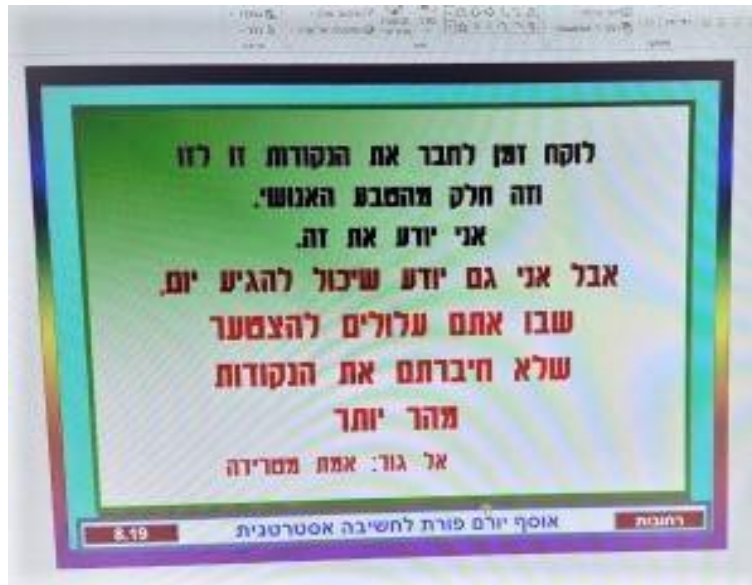 לוקח זמן לחבר את הנקודות זו לזו
וזה חלק מהטבע האנושי.
אני יודע את זה.
אבל אני גם יודע שיכול להגיע יום,
שבו אתם עלולים להצטער
שלא חיברתם את הנקודות
מהר יותר
אל גור: אמת מטרידה
רחובות
אוסף יורם פורת לחשיבה אסטרטגית
8.19